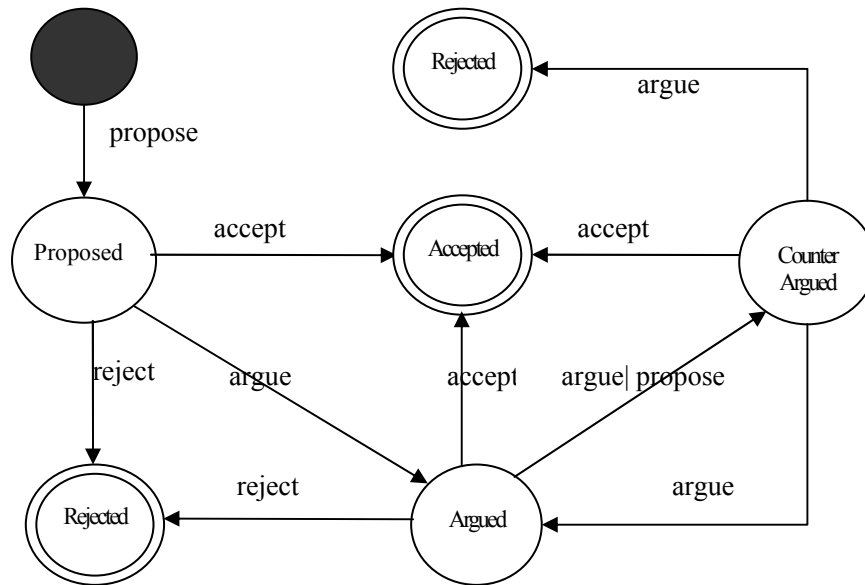 Rejected
argue
propose
accept
accept
Proposed
Accepted
Counter
Argued
reject
argue
accept
argue| propose
reject
argue
Rejected
Argued